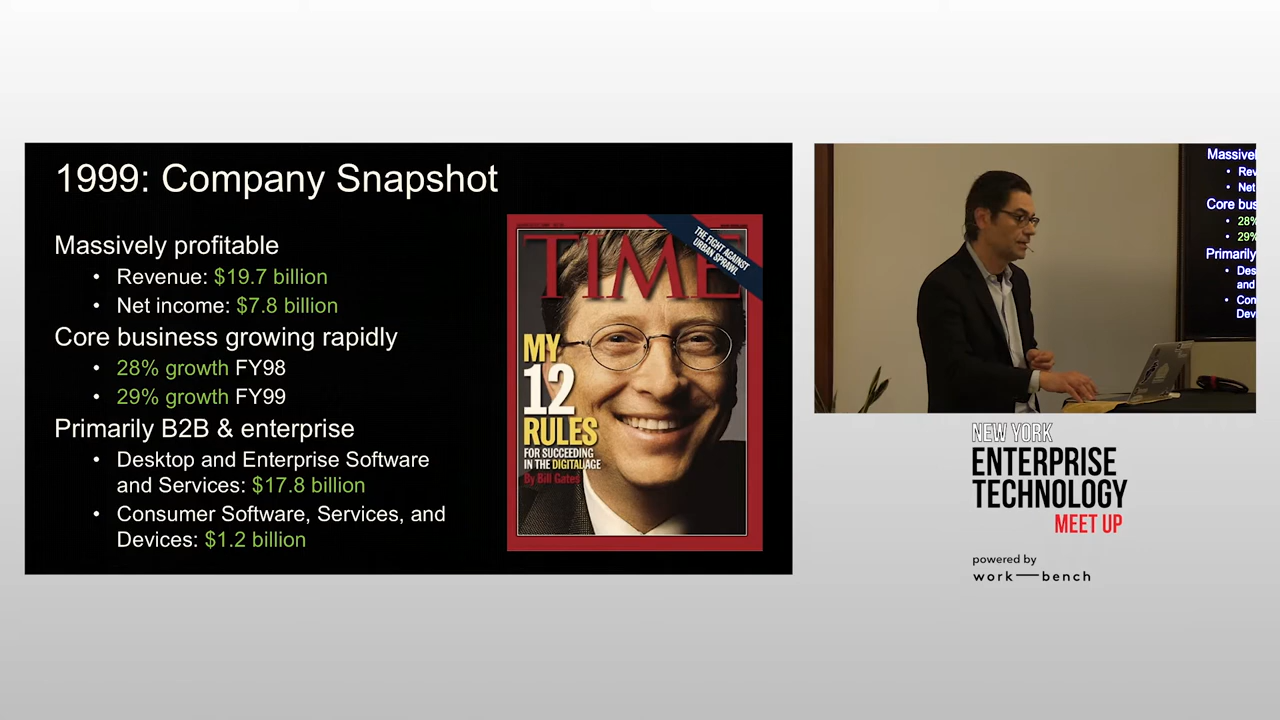 1999: Company Snapshot
Massively profitable
• Revenue: $19.7 billion
• Net income: $7.8 billion
Core business growing rapidly
• 28% growth FY98
• 29% growth FY99
Primarily B2B & enterprise
• Desktop and Enterprise Software
and Services: $17.8 billion
• Consumer Software, Services, and
Devices: $1.2 billion
THE FIGHT AGAINST
URBAN SPRAWL
TIME
MY
12
RULES
FOR SUCCEEDING
IN THE DIGITAL AGE
By Bill Gates
Massivel
• Rev
• Net
Core bus
• 28%
• 29%
Primarily
• Des
and
• Con
Dev
NEW YORK
ENTERPRISE
TECHNOLOGY
MEET UP
powered by
work—bench